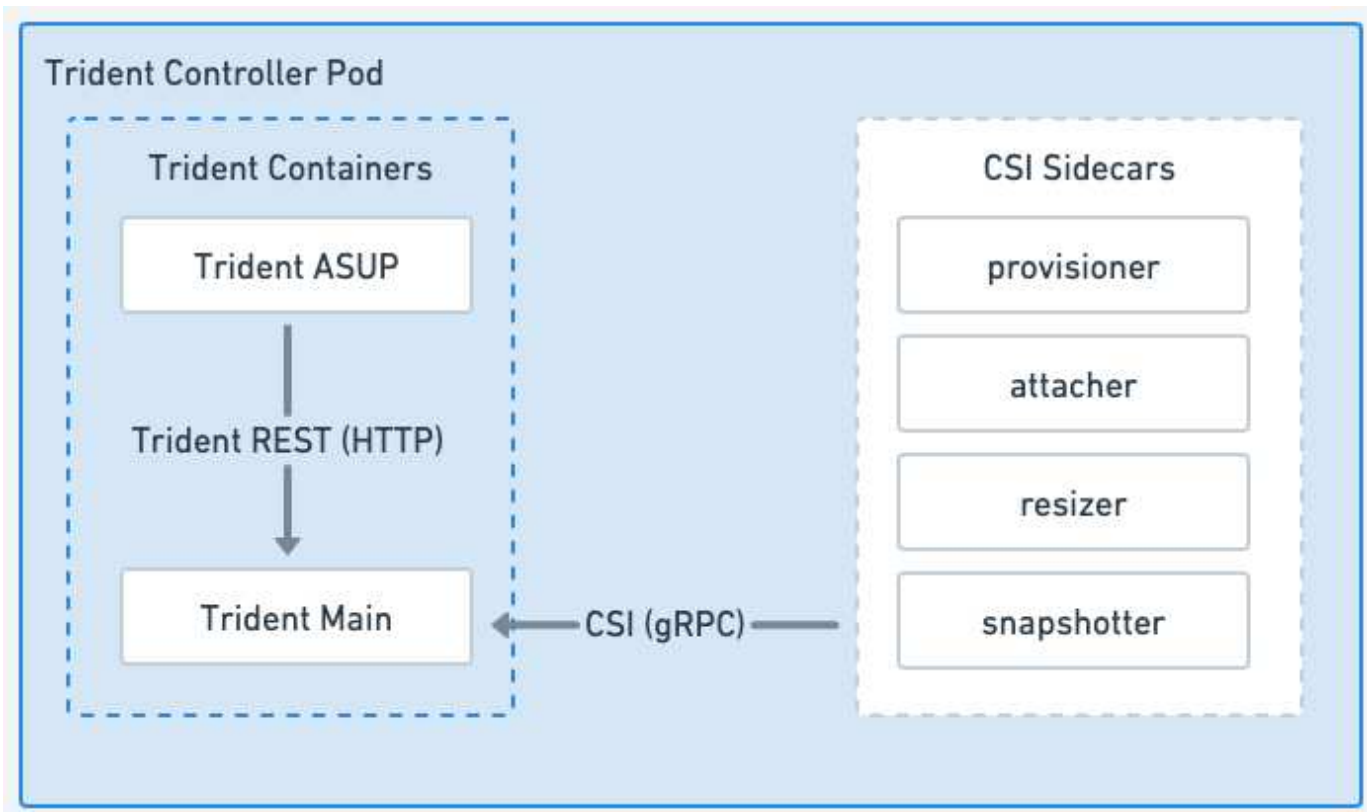 Trident Controller Pod
Trident Containers
Trident ASUP
Trident REST (HTTP)
Trident Main
CSI (gRPC)
CSI Sidecars
provisioner
attacher
resizer
snapshotter